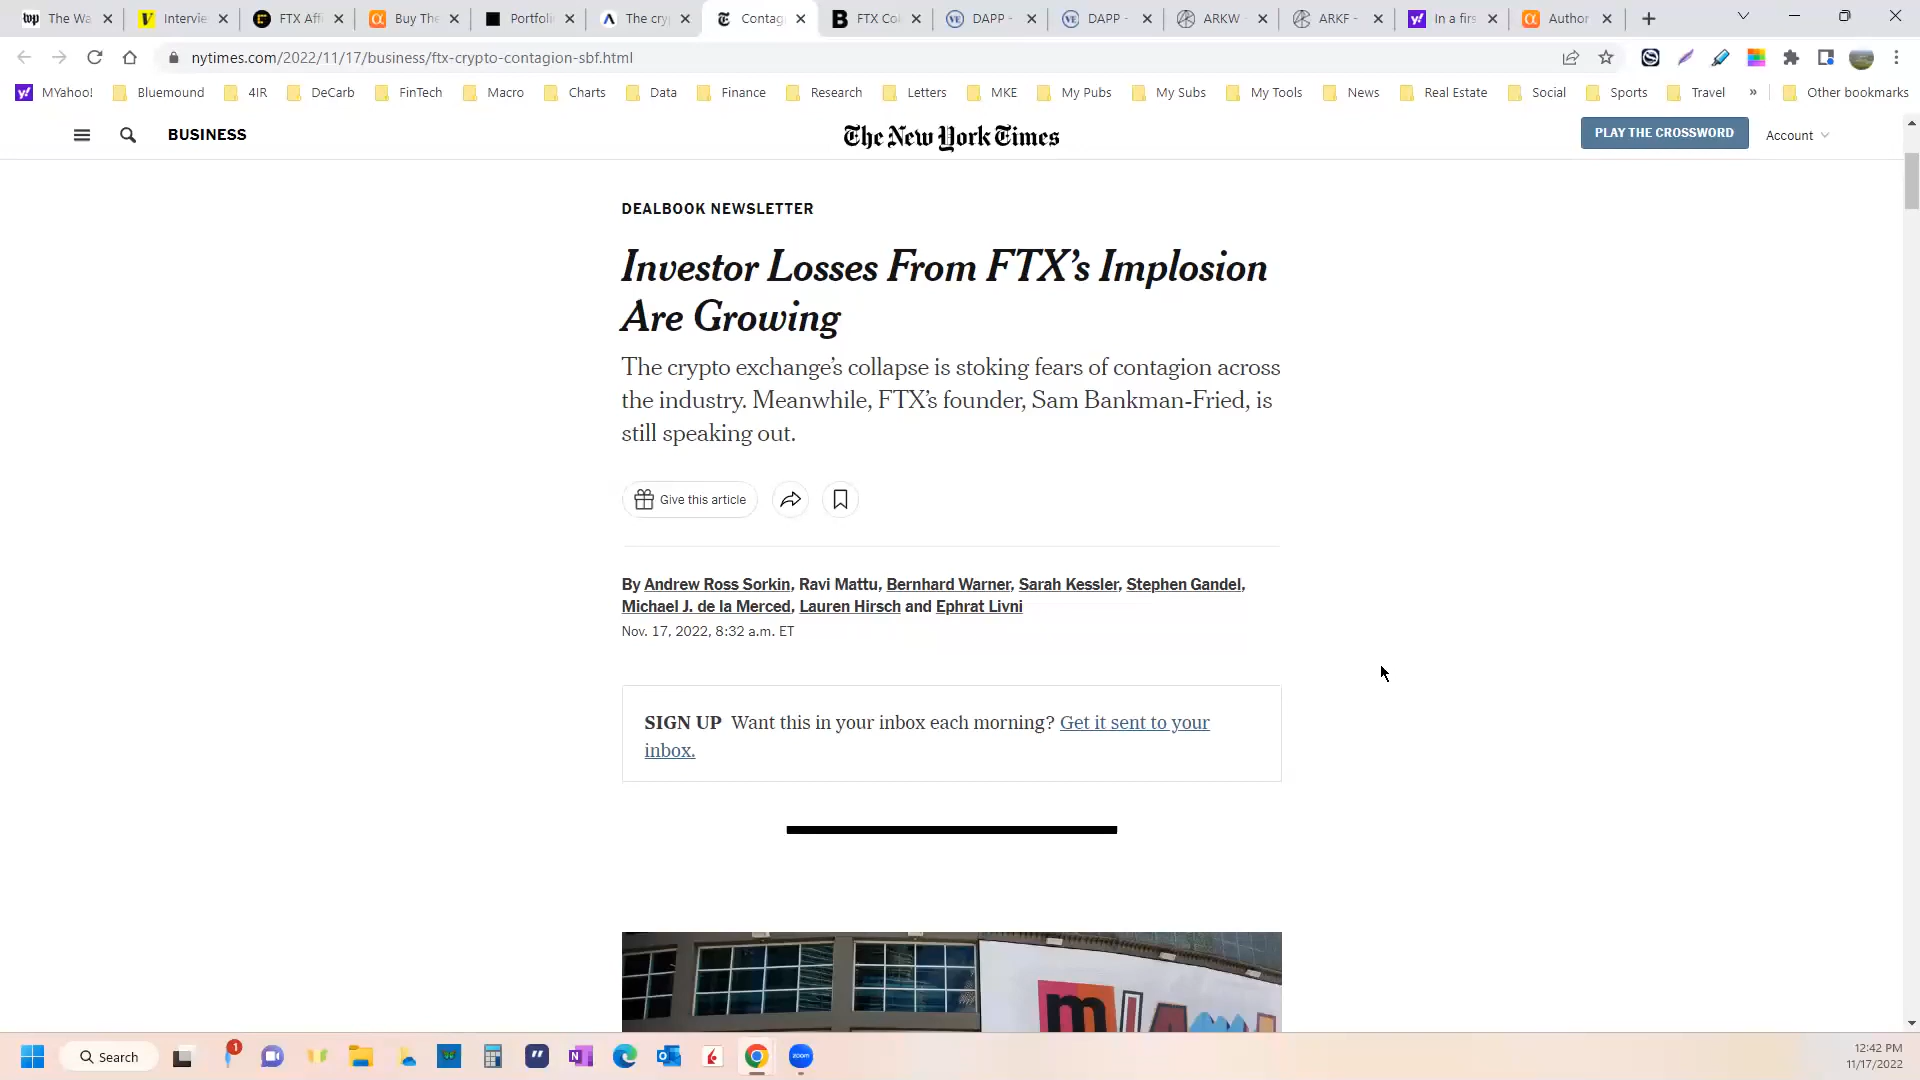 The Wa
Intervie
FTX Aff
Buy The
Portfoli
The cry
Contag
FTX Co
DAPP -
DAPP -
ARKW -
ARKF -
In a firs
Author
nytimes.com/2022/11/17/business/ftx-crypto-contagion-sbf.html
MYahoo!
Bluemound
4IR
DeCarb
FinTech
Macro
Charts
Data
Finance
Research
Letters
MKE
My Pubs
My Subs
My Tools
News
Real Estate
Social
Sports
Travel
»
Other bookmarks
BUSINESS
The New York Times
PLAY THE CROSSWORD
Account
DEALBOOK NEWSLETTER
Investor Losses From FTX’s Implosion
Are Growing
The crypto exchange’s collapse is stoking fears of contagion across
the industry. Meanwhile, FTX’s founder, Sam Bankman-Fried, is
still speaking out.
Give this article
By Andrew Ross Sorkin, Ravi Mattu, Bernhard Warner, Sarah Kessler, Stephen Gandel,
Michael J. de la Merced, Lauren Hirsch and Ephrat Livni
Nov. 17, 2022, 8:32 a.m. ET
SIGN UP Want this in your inbox each morning? Get it sent to your
inbox.
mIAMI
Search
1
zoom
12:42 PM
11/17/2022